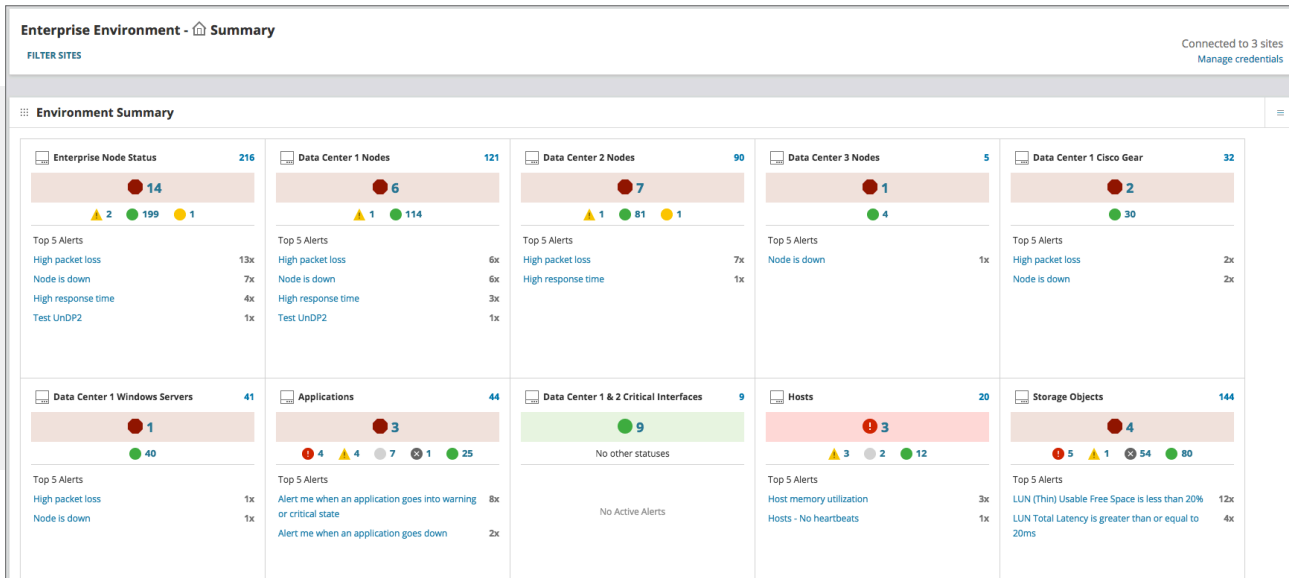 Enterprise Environment - Summary
FILTER SITES
Connected to 3 sites
Manage credentials
Environment Summary
Enterprise Node Status 216
14
2 199 1
Top 5 Alerts
High packet loss 13x
Node is down 7x
High response time 4x
Test UnDP2 1x
Data Center 1 Nodes 121
6
1 114
Top 5 Alerts
High packet loss 6x
Node is down 6x
High response time 3x
Test UnDP2 1x
Data Center 2 Nodes 90
7
1 81 1
Top 5 Alerts
High packet loss 7x
High response time 1x
Data Center 3 Nodes 5
1
4
Top 5 Alerts
Node is down 1x
Data Center 1 Cisco Gear 32
2
30
Top 5 Alerts
High packet loss 2x
Node is down 2x
Data Center 1 Windows Servers 41
1
40
Top 5 Alerts
High packet loss 1x
Node is down 1x
Applications 44
3
4 4 7 1 25
Top 5 Alerts
Alert me when an application goes into warning 8x
or critical state
Alert me when an application goes down 2x
Data Center 1 & 2 Critical Interfaces 9
9
No other statuses
No Active Alerts
Hosts 20
3
3 2 12
Top 5 Alerts
Host memory utilization 3x
Hosts - No heartbeats 1x
Storage Objects 144
4
5 1 54 80
Top 5 Alerts
LUN (Thin) Usable Free Space is less than 20% 12x
LUN Total Latency is greater than or equal to 4x
20ms